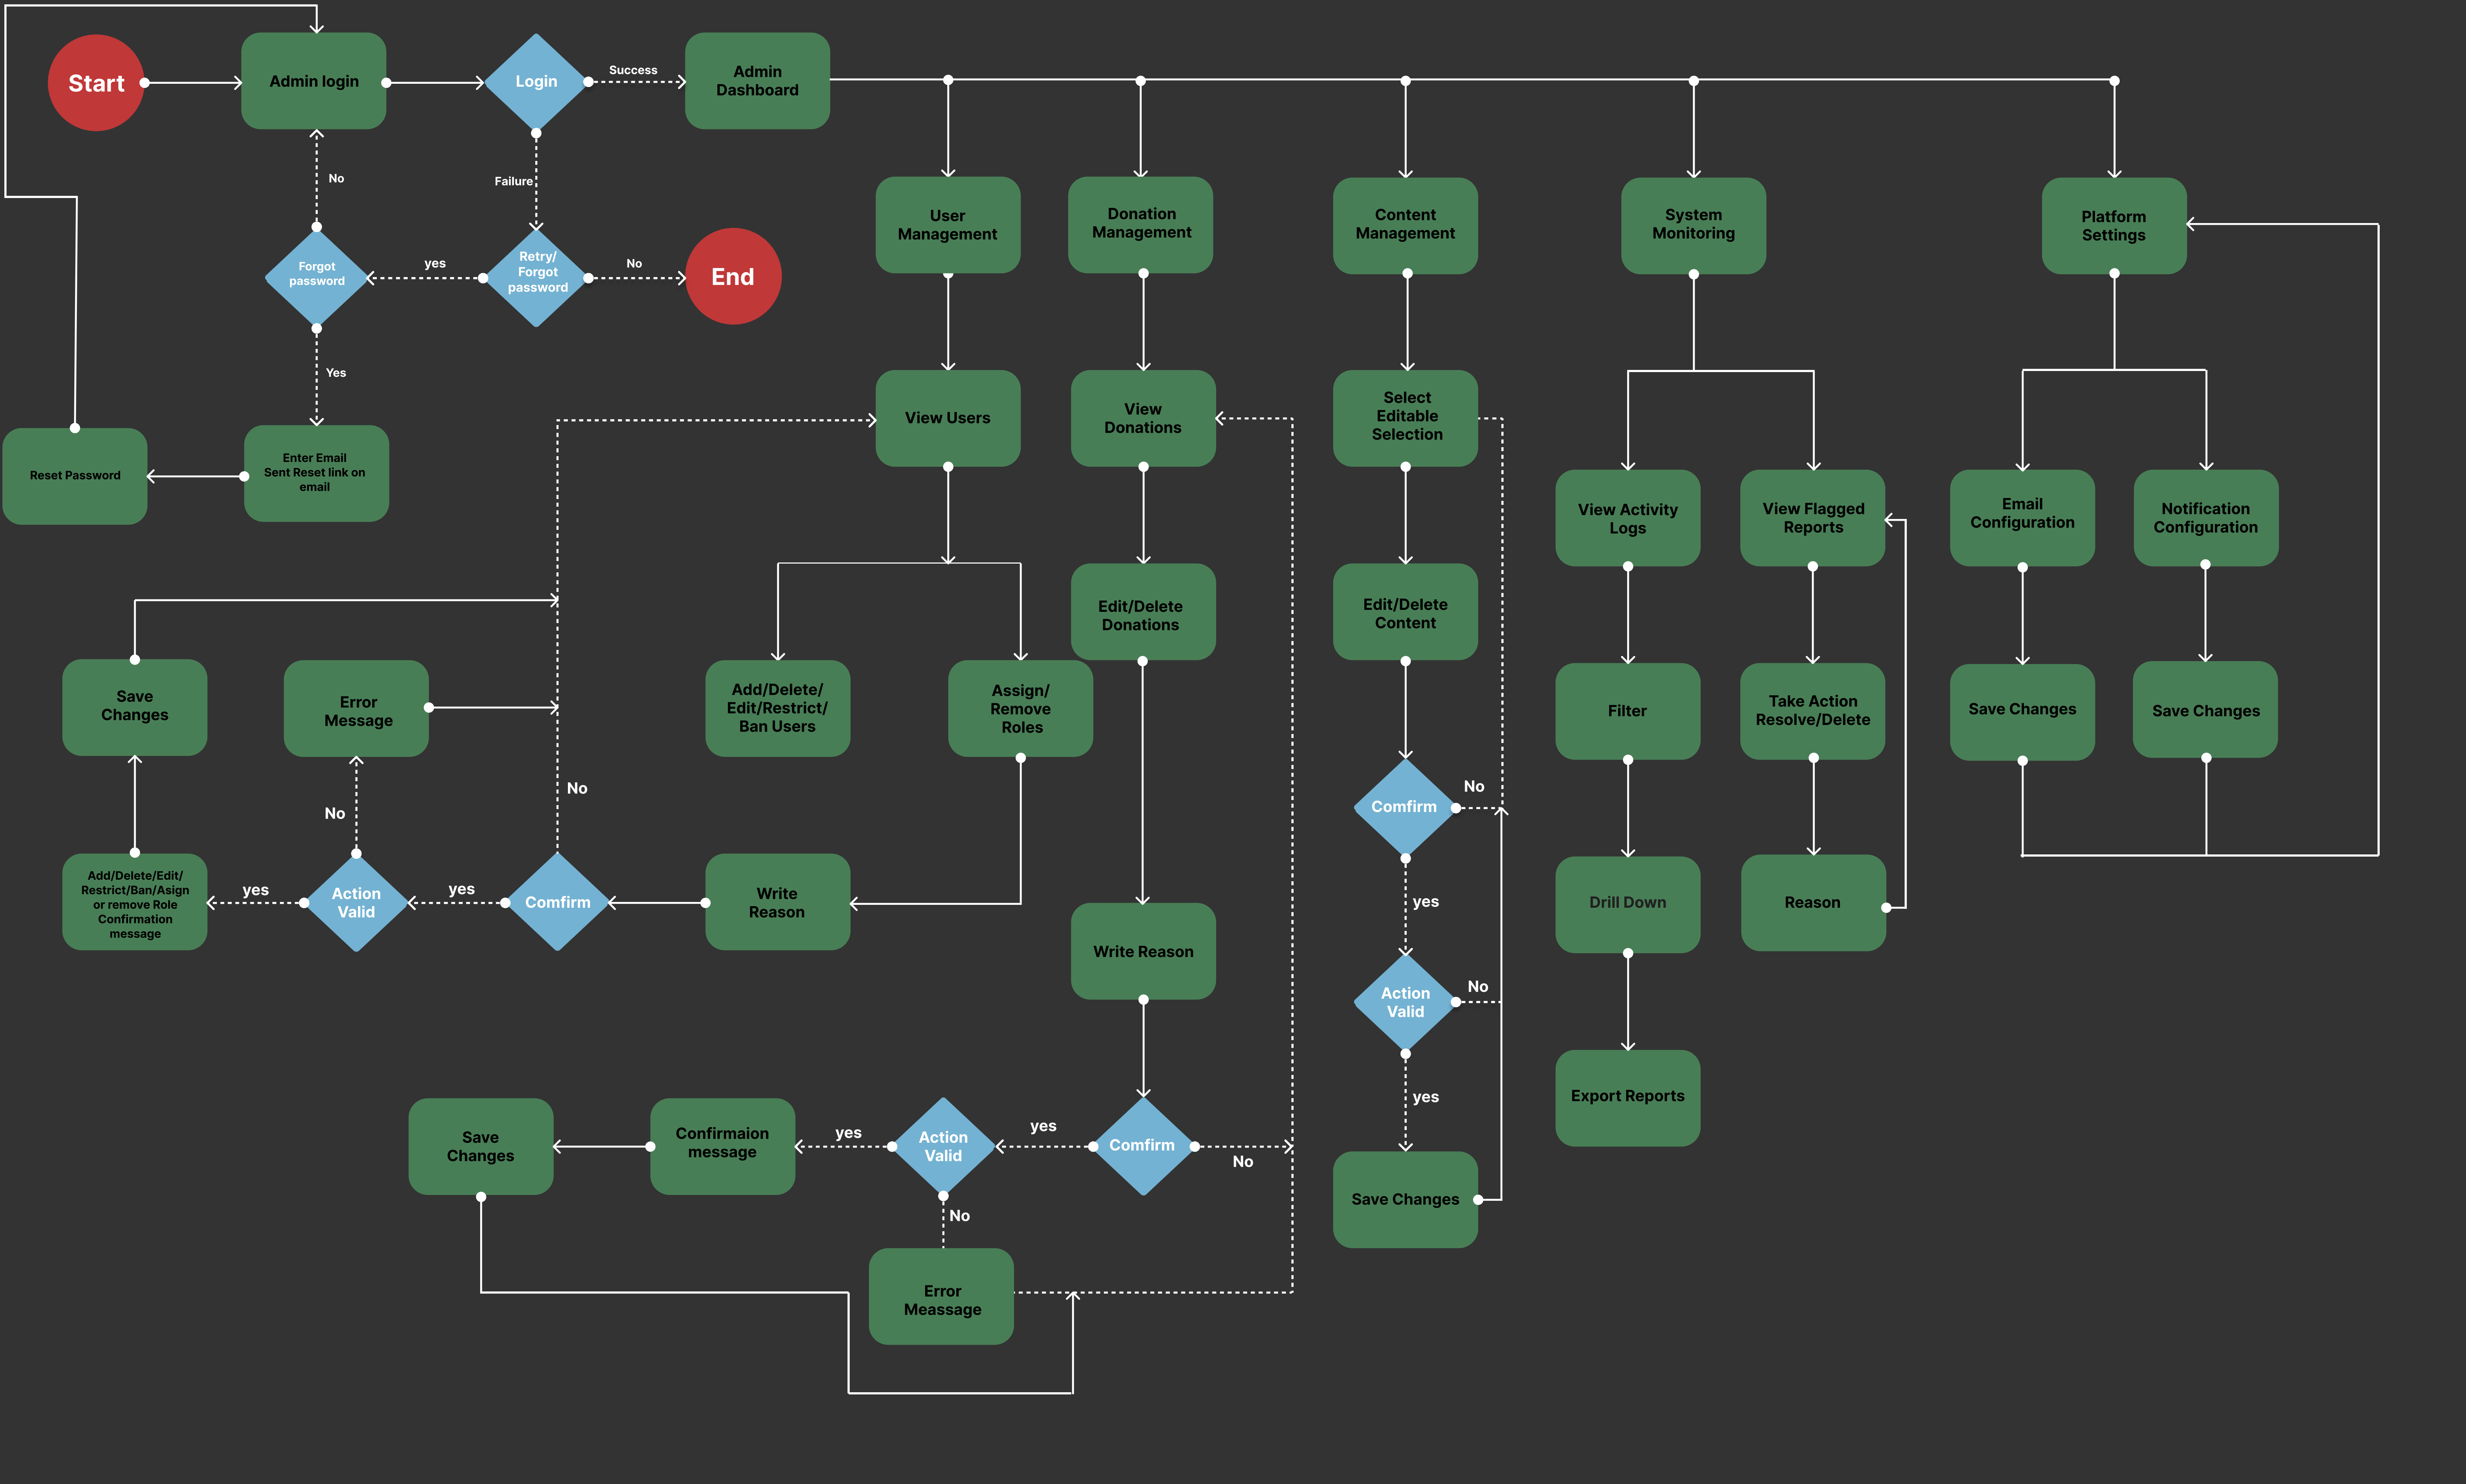 Start
Admin login
Login
Success
Admin
Dashboard
No
Failure
Forgot
password
yes
Retry/
Forgot
password
No
End
Yes
Reset Password
Enter Email
Sent Reset link on
email
User
Management
Donation
Management
Content
Management
System
Monitoring
Platform
Settings
View Users
View
Donations
Select
Editable
Selection
View Activity
Logs
View Flagged
Reports
Email
Configuration
Notification
Configuration
Edit/Delete
Donations
Edit/Delete
Content
Save
Changes
Error
Message
Add/Delete/
Edit/Restrict/
Ban Users
Assign/
Remove
Roles
Filter
Take Action
Resolve/Delete
Save Changes
Save Changes
No
No
Comfirm
No
Add/Delete/Edit/
Restrict/Ban/Asign
or remove Role
Confirmation
message
yes
Action
Valid
yes
Comfirm
Write
Reason
yes
Drill Down
Reason
Write Reason
Action
Valid
No
yes
Export Reports
Save
Changes
Confirmaion
message
yes
Action
Valid
yes
Comfirm
No
Save Changes
No
Error
Meassage